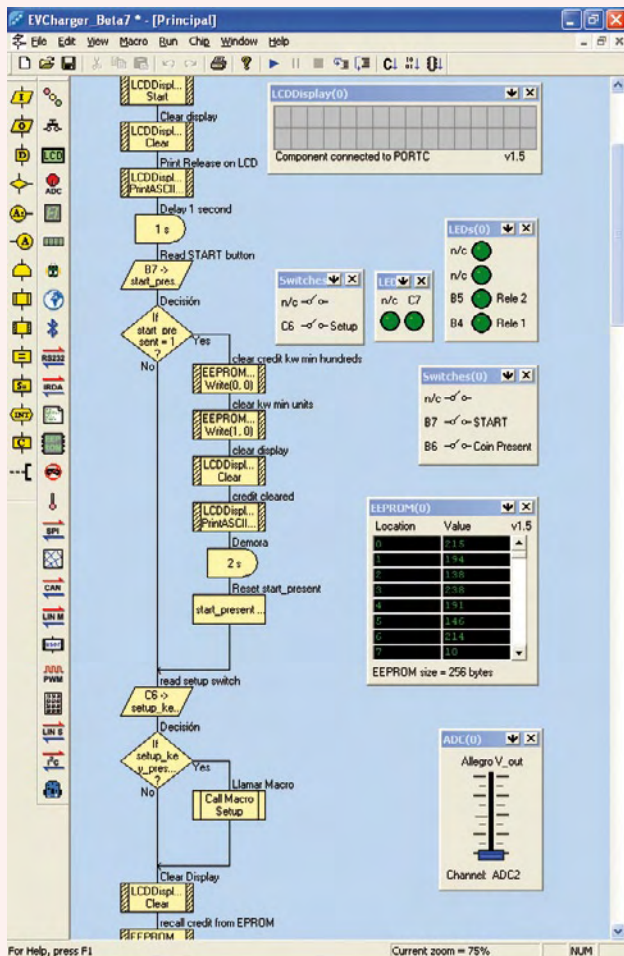 EVCharger_Beta7 * - [Principal]
File Edit View Macro Run Chip Window Help
LCDDispl...
Start
Clear display
LCDDispl...
Clear
Print Release on LCD
LCDDispl...
PrintASCII...
Delay 1 second
1 s
Read START button
B7 ->
start_pres...
Decisión
If
start_pre
sent = 1
?
Yes
No
clear credit kw min hundreds
EEPROM...
Write(0, 0)
clear kw min units
EEPROM...
Write(1, 0)
clear display
LCDDispl...
Clear
credit cleared
LCDDispl...
PrintASCII...
Demora
2 s
Reset start_present
start_present ...
read setup switch
C6 ->
setup_ke...
Decisión
If
setup_ke
y_pres...
?
Yes
No
Llamar Macro
Call Macro
Setup
Clear Display
LCDDispl...
Clear
recall credit from EPROM
EEPROM...
LCDDisplay(0)
Component connected to PORTC v1.5
LEDs(0)
n/c
n/c
B5 Rele 2
B4 Rele 1
Switches
n/c
C6 Setup
LED
n/c C7
Switches(0)
n/c
B7 START
B6 Coin Present
EEPROM(0)
Location Value v1.5
0 215
1 194
2 138
3 238
4 191
5 146
6 214
7 10
EEPROM size = 256 bytes
ADC(0)
Allegro V_out
Channel: ADC2
I
O
D
A:
A
S=
INT
C
LCD
ADC
RS232
IRDA
SPI
CAN
LIN M
PWM
LIN S
I²C
For Help, press F1 Current zoom = 75% NUM